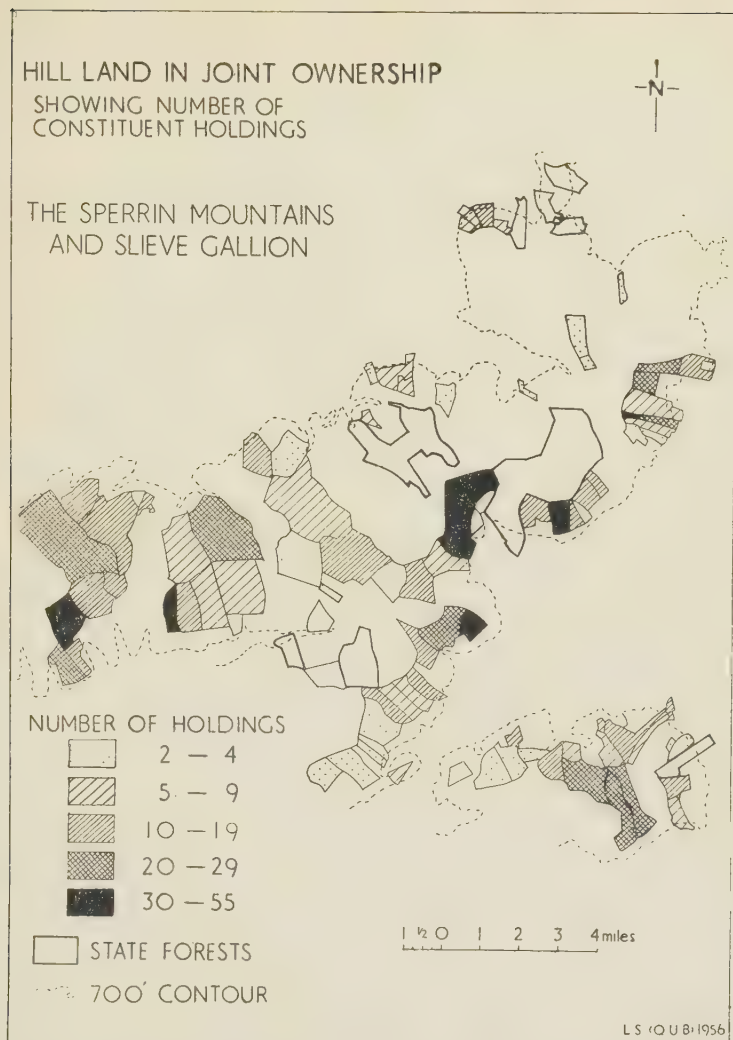 HILL LAND IN JOINT OWNERSHIP
SHOWING NUMBER OF
CONSTITUENT HOLDINGS
-N-
THE SPERRIN MOUNTAINS
AND SLIEVE GALLION
NUMBER OF HOLDINGS
2 – 4
5 – 9
10 – 19
20 – 29
30 – 55
STATE FORESTS
700' CONTOUR
1 ½ 0 1 2 3 4 miles
L S (Q U B) 1956